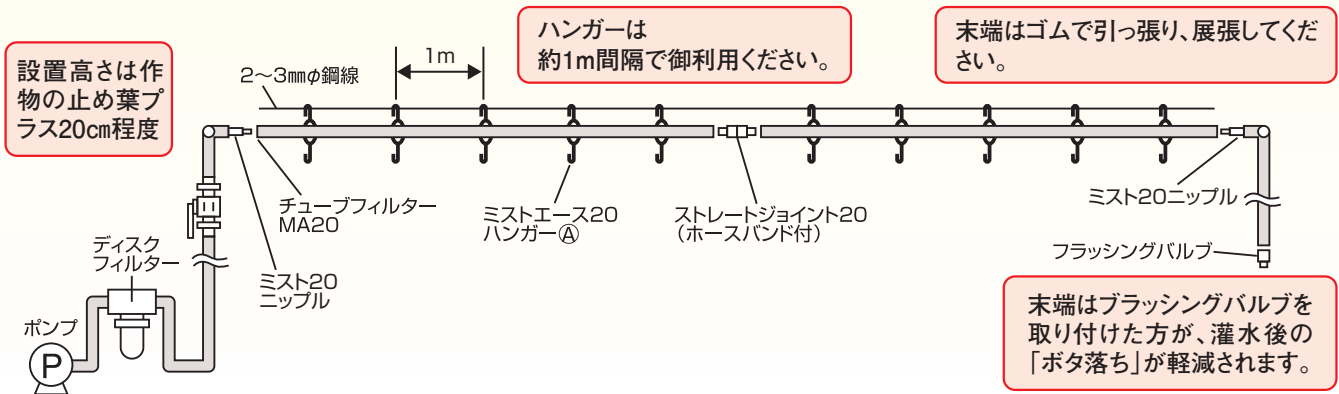 設置高さは作
物の止め葉プ
ラス20cm程度
2〜3㎜φ鋼線
1m
ハンガーは
約1m間隔で御利用ください。
末端はゴムで引っ張り、展張してくだ
さい。
チューブフィルター
MA20
ミストエース20
ハンガーⒶ
ストレートジョイント20
（ホースバンド付）
ミスト20ニップル
ディスク
フィルター
ミスト20
ニップル
フラッシングバルブ
ポンプ
P
末端はブラッシングバルブを
取り付けた方が、灌水後の
「ボタ落ち」が軽減されます。